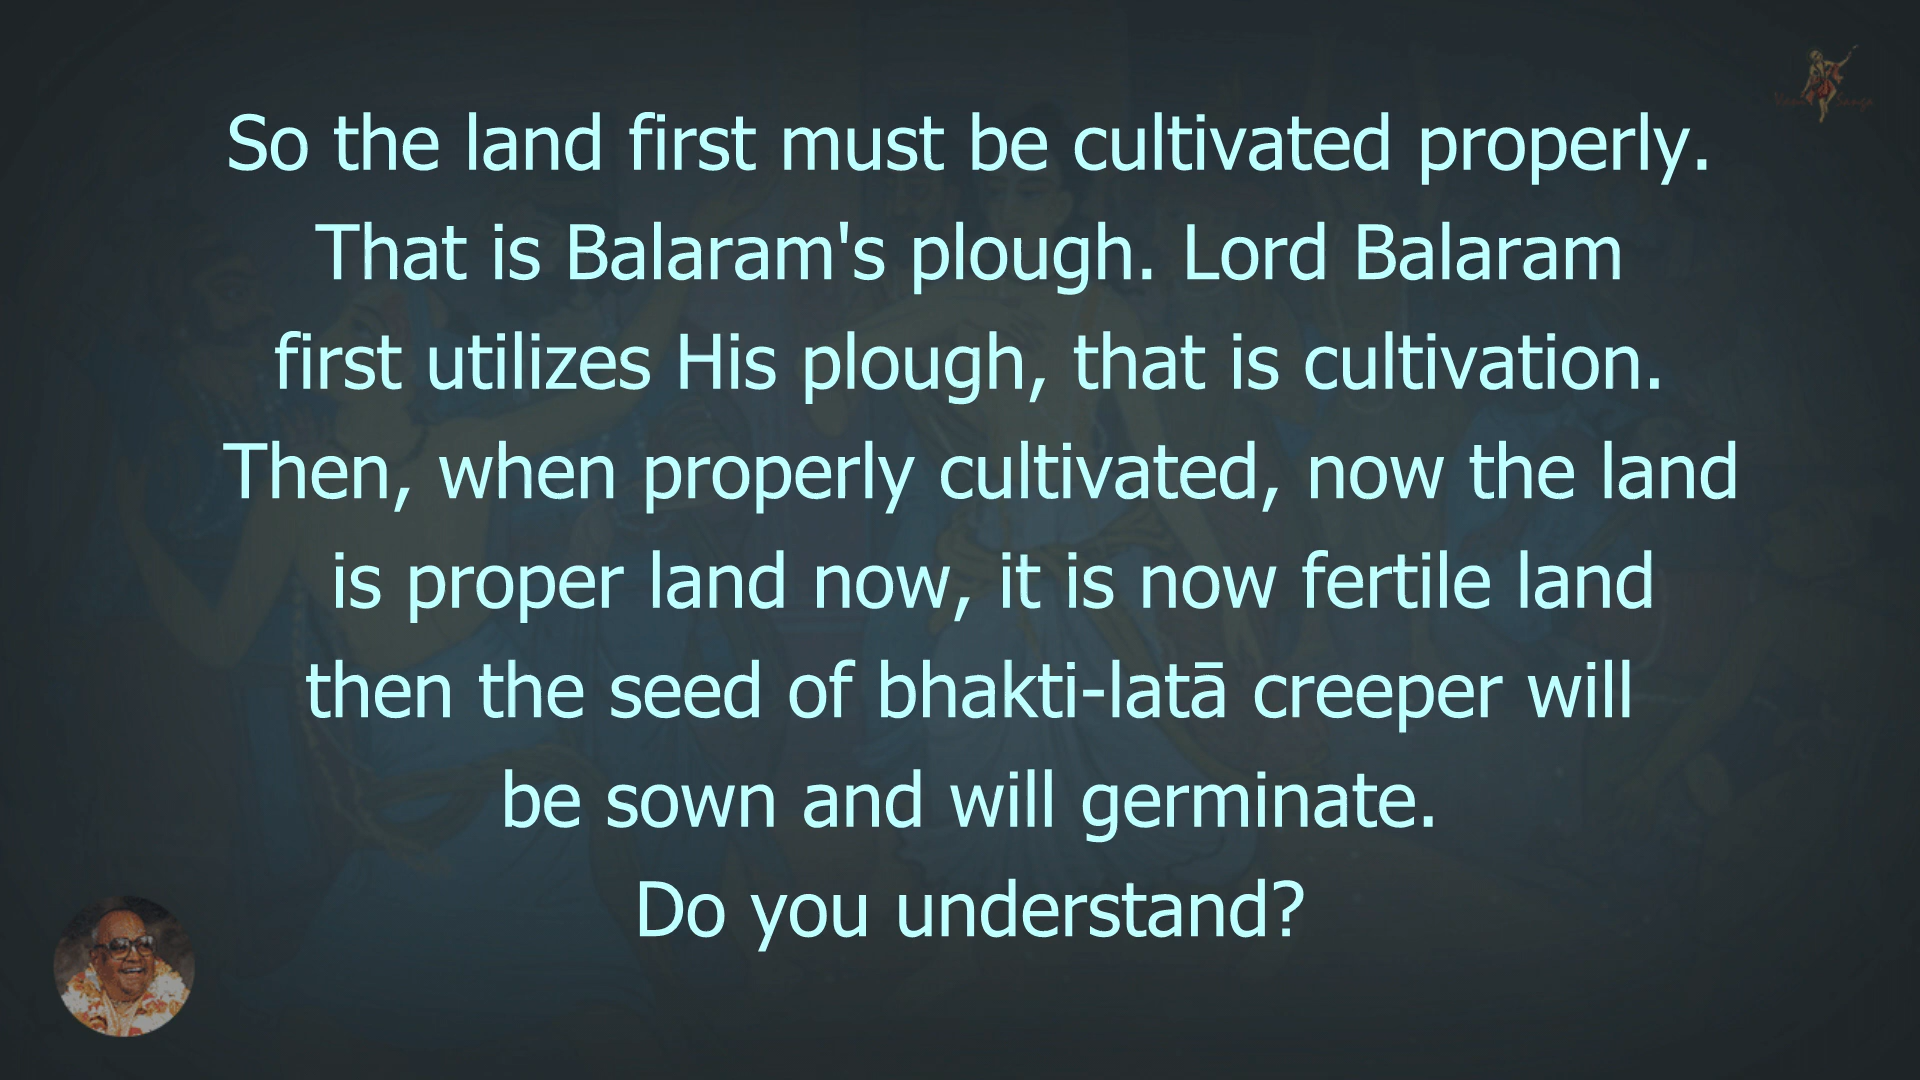 So the land first must be cultivated properly.
That is Balaram's plough. Lord Balaram
first utilizes His plough, that is cultivation.
Then, when properly cultivated, now the land
is proper land now, it is now fertile land
then the seed of bhakti-latā creeper will
be sown and will germinate.
Do you understand?